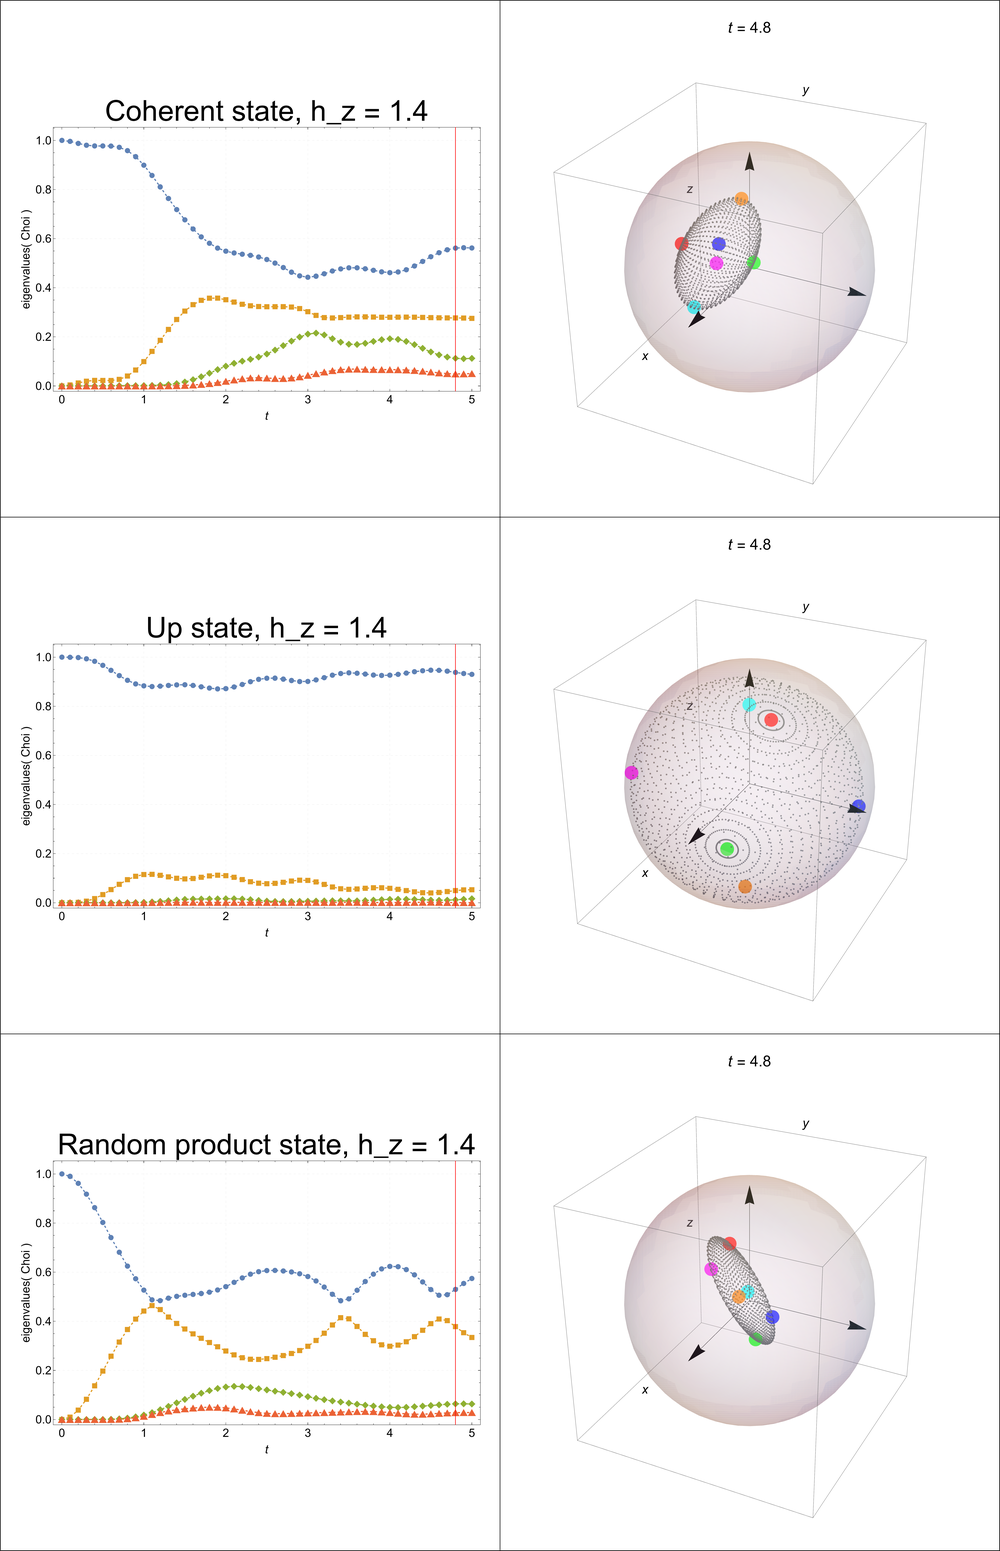 t = 4.8
Coherent state, h_z = 1.4
eigenvalues( Choi )
1.0
0.8
0.6
0.4
0.2
0.0
0 1 2 3 4 5
t
y
z
x
t = 4.8
Up state, h_z = 1.4
eigenvalues( Choi )
1.0
0.8
0.6
0.4
0.2
0.0
0 1 2 3 4 5
t
y
z
x
t = 4.8
Random product state, h_z = 1.4
eigenvalues( Choi )
1.0
0.8
0.6
0.4
0.2
0.0
0 1 2 3 4 5
t
y
z
x